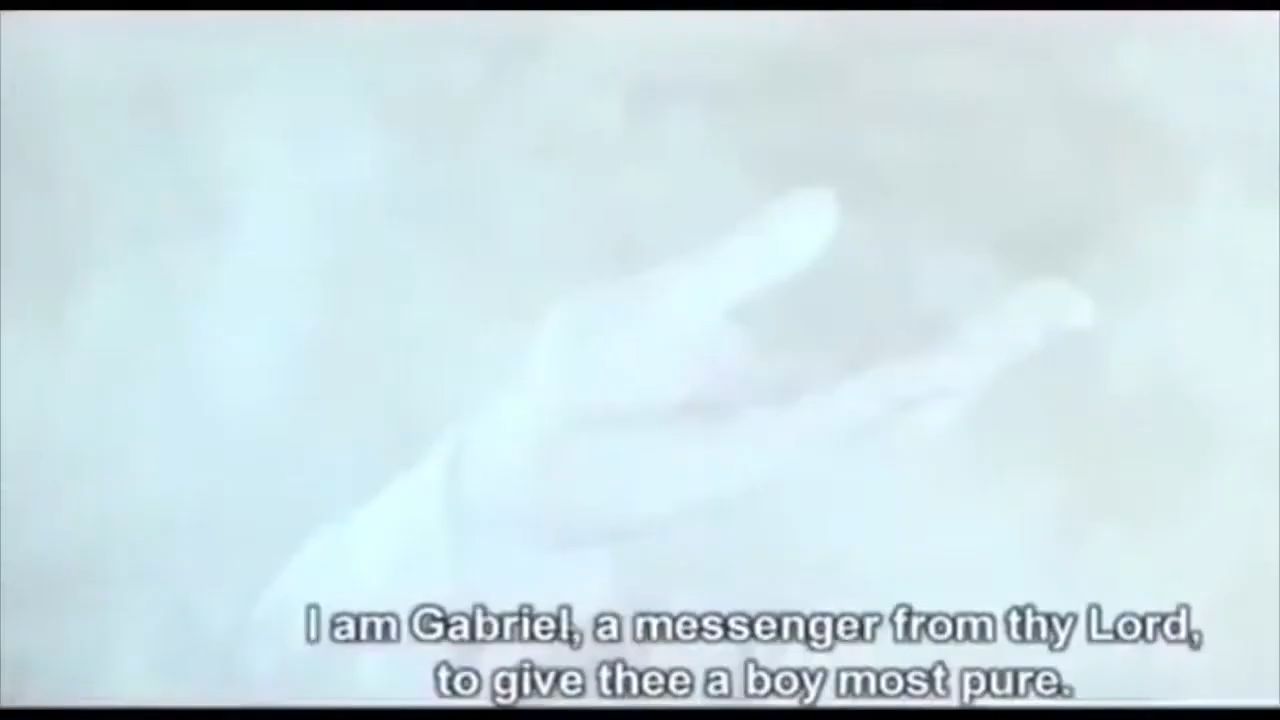 I am Gabriel, a messenger from thy Lord,
to give thee a boy most pure.